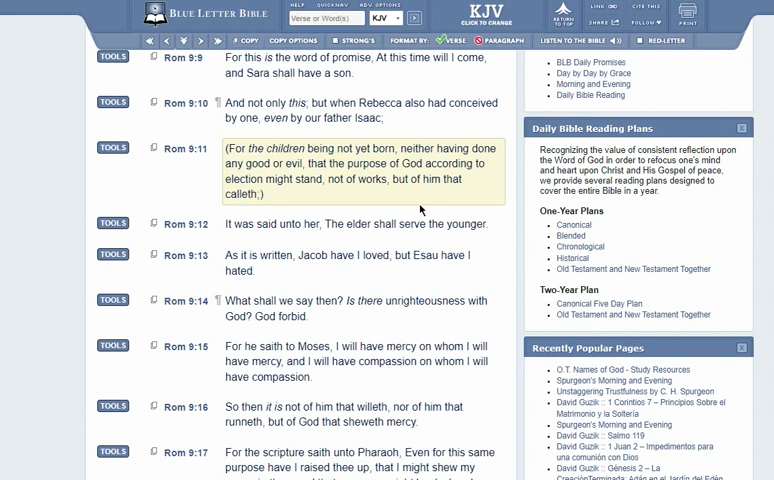 BLUE LETTER BIBLE
HELP QUICKNAV ADV. OPTIONS
Verse or Word(s)
KJV
KJV
CLICK TO CHANGE
RETURN
TO TOP
LINK
CITE THIS
SHARE
FOLLOW
PRINT
COPY COPY OPTIONS STRONG'S FORMAT BY: VERSE PARAGRAPH LISTEN TO THE BIBLE RED-LETTER
TOOLS Rom 9:9 For this is the word of promise, At this time will I come,
and Sara shall have a son.
TOOLS Rom 9:10 ¶ And not only this; but when Rebecca also had conceived
by one, even by our father Isaac;
TOOLS Rom 9:11 (For the children being not yet born, neither having done
any good or evil, that the purpose of God according to
election might stand, not of works, but of him that
calleth;)
TOOLS Rom 9:12 It was said unto her, The elder shall serve the younger.
TOOLS Rom 9:13 As it is written, Jacob have I loved, but Esau have I
hated.
TOOLS Rom 9:14 ¶ What shall we say then? Is there unrighteousness with
God? God forbid.
TOOLS Rom 9:15 For he saith to Moses, I will have mercy on whom I will
have mercy, and I will have compassion on whom I will
have compassion.
TOOLS Rom 9:16 So then it is not of him that willeth, nor of him that
runneth, but of God that sheweth mercy.
TOOLS Rom 9:17 For the scripture saith unto Pharaoh, Even for this same
purpose have I raised thee up, that I might shew my
BLB Daily Promises
Day by Day by Grace
Morning and Evening
Daily Bible Reading
Daily Bible Reading Plans
Recognizing the value of consistent reflection upon
the Word of God in order to refocus one's mind
and heart upon Christ and His Gospel of peace,
we provide several reading plans designed to
cover the entire Bible in a year.
One-Year Plans
Canonical
Blended
Chronological
Historical
Old Testament and New Testament Together
Two-Year Plan
Canonical Five Day Plan
Old Testament and New Testament Together
Recently Popular Pages
O.T. Names of God - Study Resources
Spurgeon's Morning and Evening
Unstaggering Trustfulness by C. H. Spurgeon
David Guzik :: 1 Corintios 7 – Principios Sobre el
Matrimonio y la Soltería
Spurgeon's Morning and Evening
David Guzik :: Salmo 119
David Guzik :: 1 Juan 2 – Impedimentos para
una comunión con Dios
David Guzik :: Génesis 2 – La
Creación Terminada; Adán en el Jardín del Edén